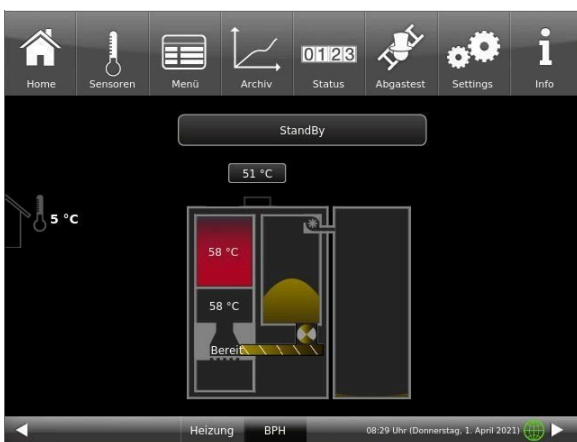 0123
Home Sensoren Menü Archiv Status Abgastest Settings Info
StandBy
51 °C
5 °C
58 °C
58 °C
Bereit
Heizung BPH 08:29 Uhr (Donnerstag, 1. April 2021)